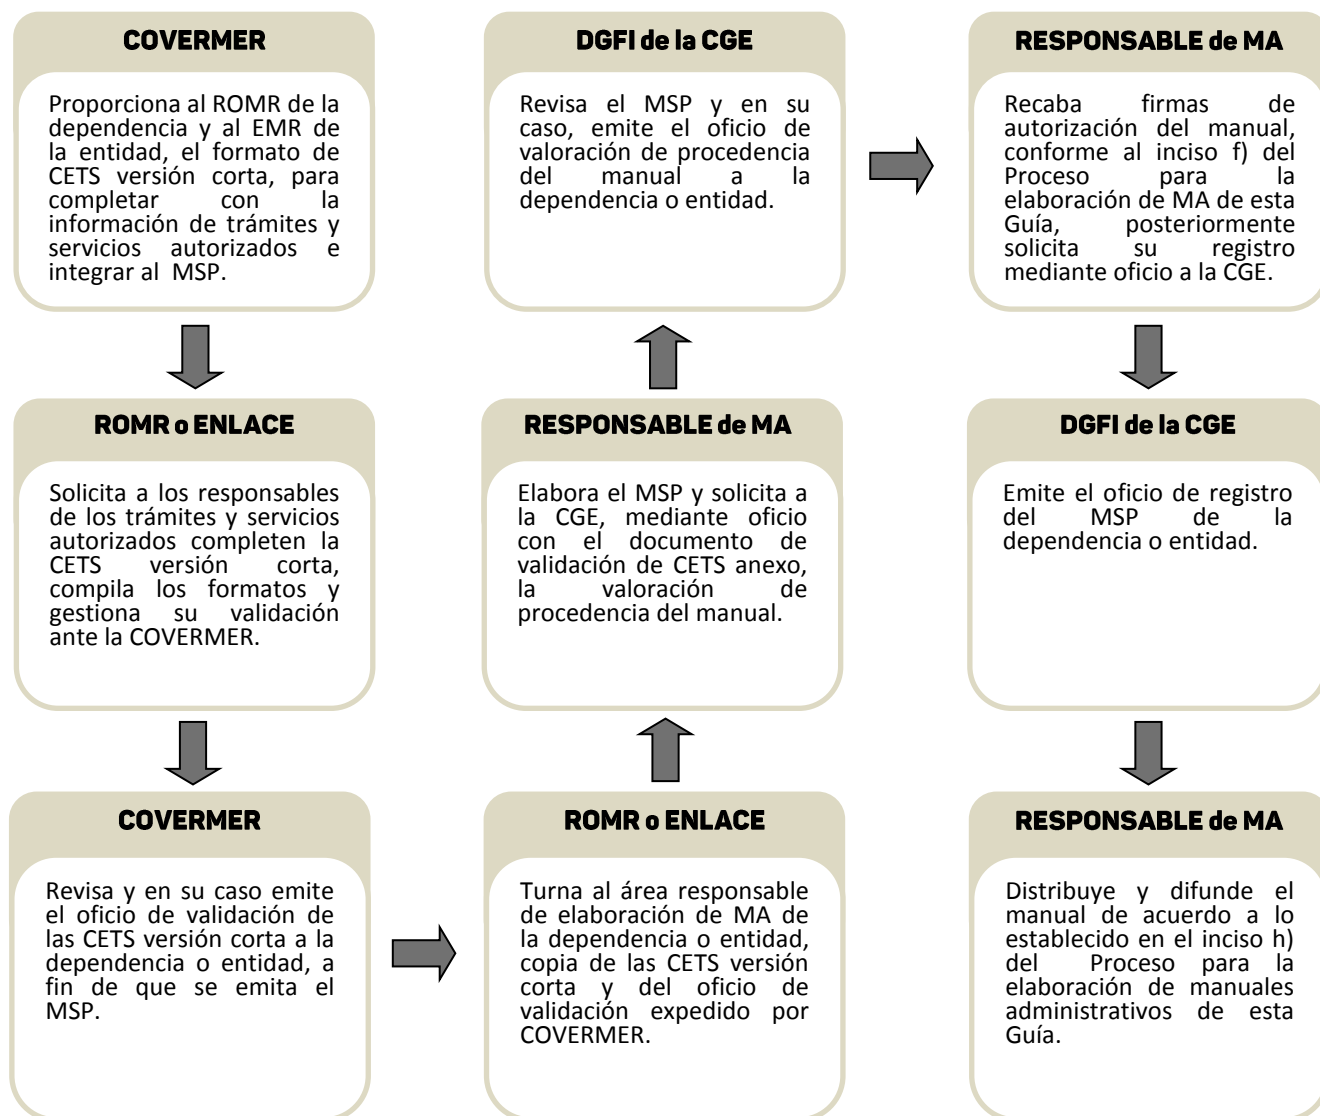 COVERMER
Proporciona al ROMR de la
dependencia y al EMR de
la entidad, el formato de
CETS versión corta, para
completar con la
información de trámites y
servicios autorizados e
integrar al MSP.
ROMR o ENLACE
Solicita a los responsables
de los trámites y servicios
autorizados completen la
CETS versión corta,
compila los formatos y
gestiona su validación
ante la COVERMER.
COVERMER
Revisa y en su caso emite
el oficio de validación de
las CETS versión corta a la
dependencia o entidad, a
fin de que se emita el
MSP.
ROMR o ENLACE
Turna al área responsable
de elaboración de MA de
la dependencia o entidad,
copia de las CETS versión
corta y del oficio de
validación expedido por
COVERMER.
RESPONSABLE de MA
Elabora el MSP y solicita a
la CGE, mediante oficio
con el documento de
validación de CETS anexo,
la valoración de
procedencia del manual.
DGFI de la CGE
Revisa el MSP y en su
caso, emite el oficio de
valoración de procedencia
del manual a la
dependencia o entidad.
RESPONSABLE de MA
Recaba firmas de
autorización del manual,
conforme al inciso f) del
Proceso para la
elaboración de MA de esta
Guía, posteriormente
solicita su registro
mediante oficio a la CGE.
DGFI de la CGE
Emite el oficio de registro
del MSP de la
dependencia o entidad.
RESPONSABLE de MA
Distribuye y difunde el
manual de acuerdo a lo
establecido en el inciso h)
del Proceso para la
elaboración de manuales
administrativos de esta
Guía.